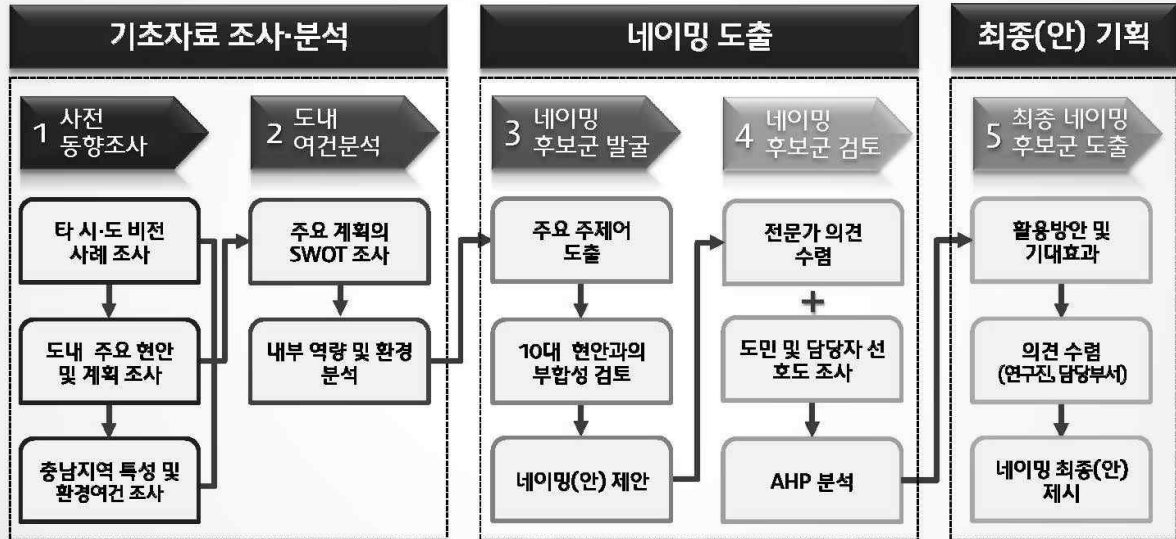 기초자료 조사·분석
1 사전
동향조사
타 시·도 비전
사례 조사
도내 주요 현안
및 계획 조사
충남지역 특성 및
환경여건 조사
2 도내
여건분석
주요 계획의
SWOT 조사
내부 역량 및 환경
분석
네이밍 도출
3 네이밍
후보군 발굴
주요 주제어
도출
10대 현안과의
부합성 검토
네이밍(안) 제안
4 네이밍
후보군 검토
전문가 의견
수렴
+
도민 및 담당자 선
호도 조사
AHP 분석
최종(안) 기획
5 최종 네이밍
후보군 도출
활용방안 및
기대효과
의견 수렴
(연구진, 담당부서)
네이밍 최종(안)
제시